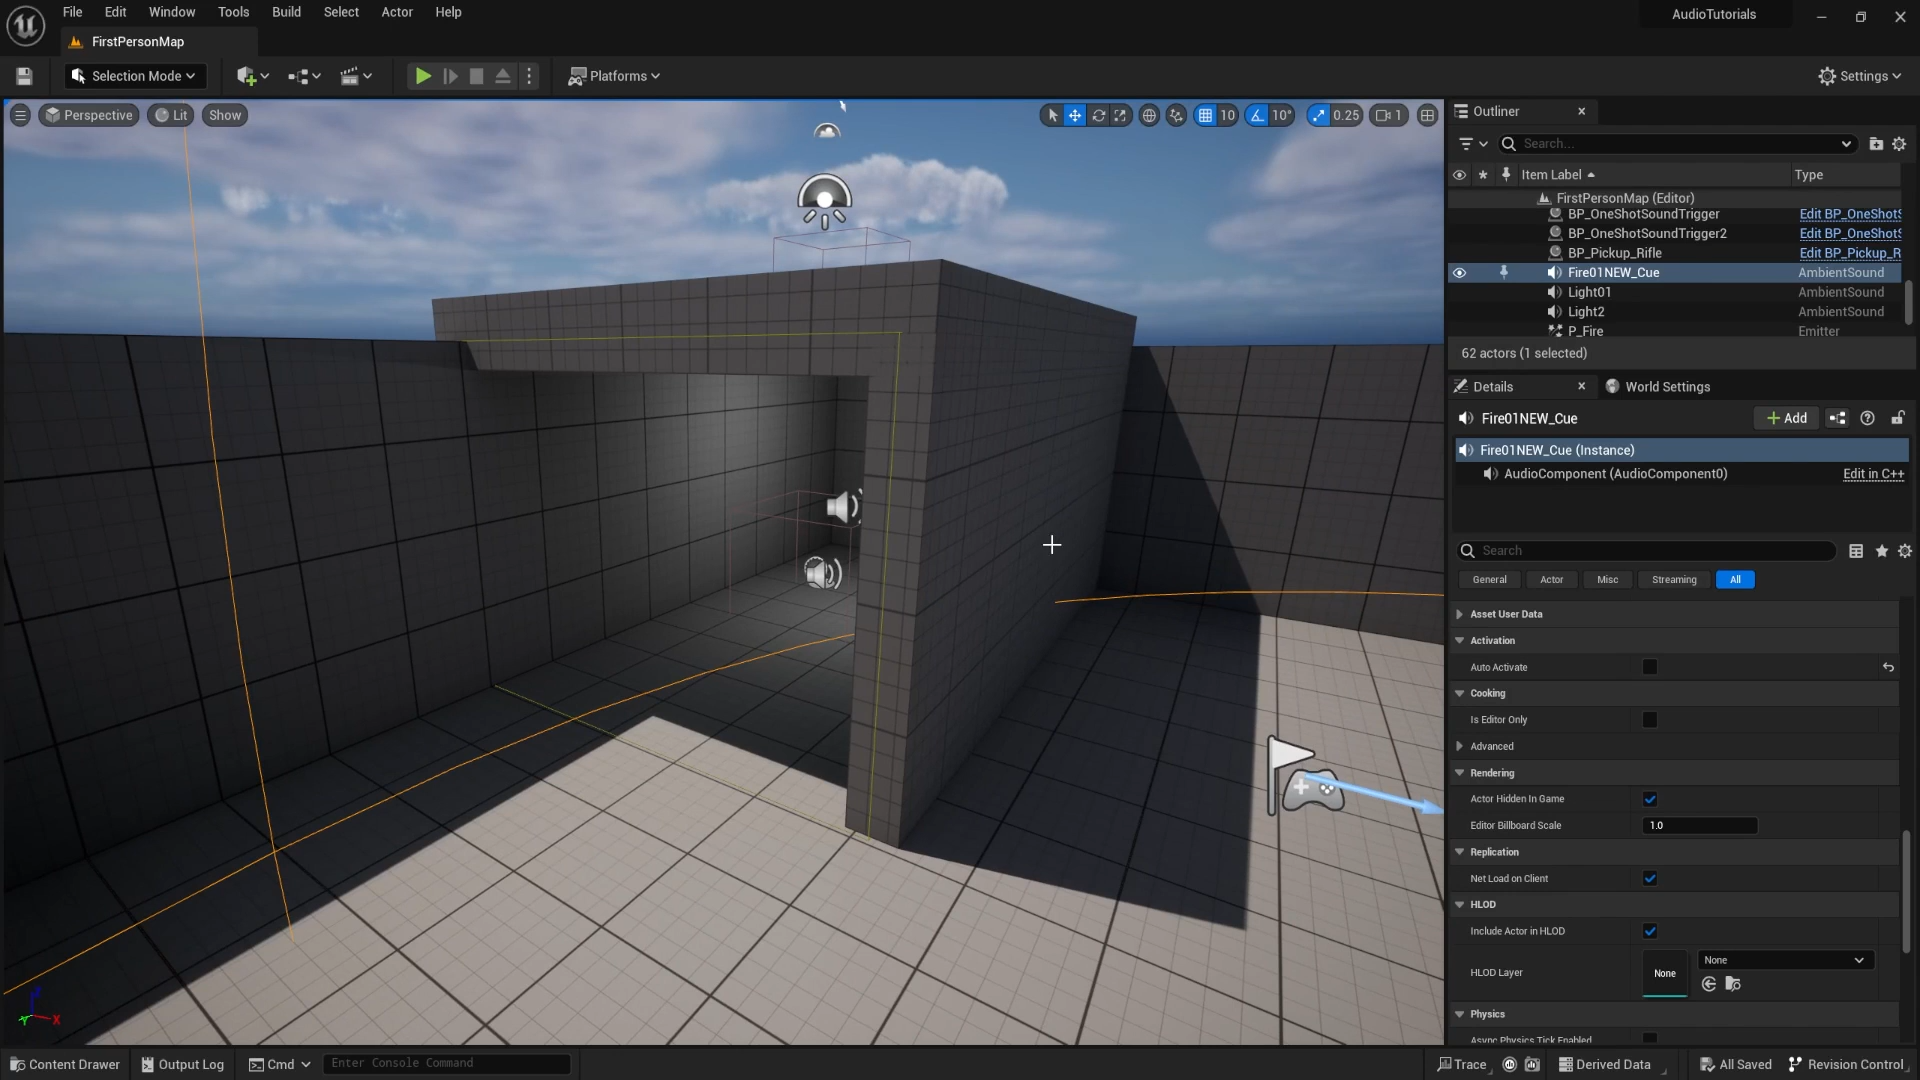 File Edit Window Tools Build Select Actor Help
AudioTutorials
FirstPersonMap
Selection Mode
Platforms
Settings
Perspective Lit Show
10 10° 0.25 1
Outliner
Search...
Item Label Type
FirstPersonMap (Editor)
BP_OneShotSoundTrigger Edit BP_OneShotS
BP_OneShotSoundTrigger2 Edit BP_OneShotS
BP_Pickup_Rifle Edit BP_Pickup_R
Fire01NEW_Cue AmbientSound
Light01 AmbientSound
Light2 AmbientSound
P_Fire Emitter
62 actors (1 selected)
Details World Settings
Fire01NEW_Cue Add
Fire01NEW_Cue (Instance)
AudioComponent (AudioComponent0) Edit in C++
Search
General Actor Misc Streaming All
Asset User Data
Activation
Auto Activate
Cooking
Is Editor Only
Advanced
Rendering
Actor Hidden In Game
Editor Billboard Scale 1.0
Replication
Net Load on Client
HLOD
Include Actor in HLOD
HLOD Layer None None
Physics
Async Physics Tick Enabled
X
Content Drawer Output Log Cmd Enter Console Command Trace Derived Data All Saved Revision Control